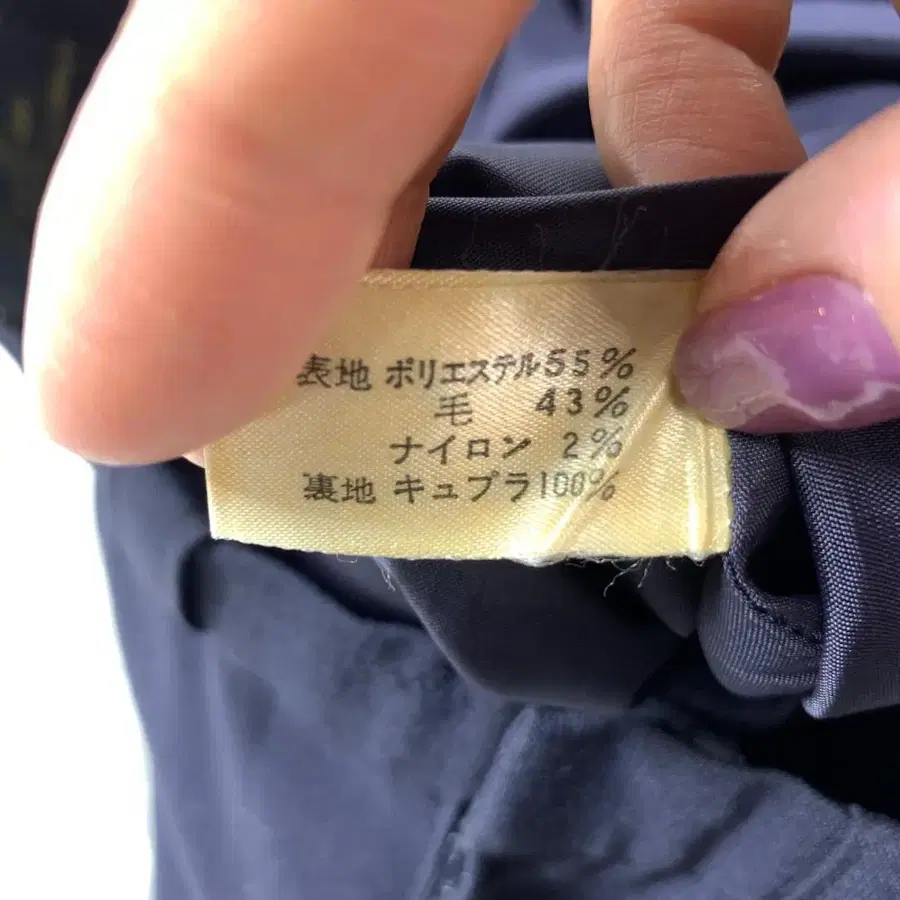 表地 ポリエステル55%
毛 43%
ナイロン 2%
裏地 キュプラ100%